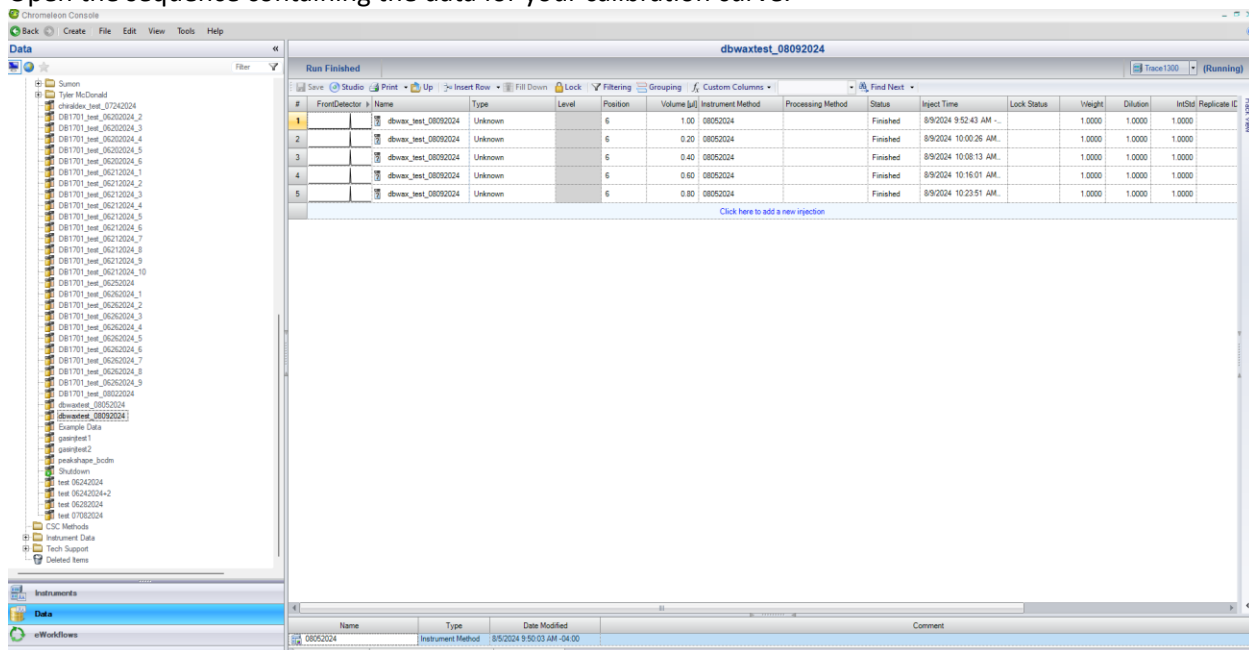 Open the sequence containing the data for your calibration curve.
Chromeleon Console
Back Create File Edit View Tools Help
Data «
dbwaxtest_08092024
Filter
Run Finished
Trace1300 (Running)
Save Studio Print Up Insert Row Fill Down Lock Filtering Grouping Custom Columns Find Next
# FrontDetector Name Type Level Position Volume [µl] Instrument Method Processing Method Status Inject Time Lock Status Weight Dilution IntStd Replicate ID
1 dbwax_test_08092024 Unknown 6 1.00 08052024 Finished 8/9/2024 9:52:43 AM -... 1.0000 1.0000 1.0000
2 dbwax_test_08092024 Unknown 6 0.20 08052024 Finished 8/9/2024 10:00:26 AM... 1.0000 1.0000 1.0000
3 dbwax_test_08092024 Unknown 6 0.40 08052024 Finished 8/9/2024 10:08:13 AM... 1.0000 1.0000 1.0000
4 dbwax_test_08092024 Unknown 6 0.60 08052024 Finished 8/9/2024 10:16:01 AM... 1.0000 1.0000 1.0000
5 dbwax_test_08092024 Unknown 6 0.80 08052024 Finished 8/9/2024 10:23:51 AM... 1.0000 1.0000 1.0000
Click here to add a new injection
Sumon
Tyler McDonald
chiraldex_test_07242024
DB1701_test_06202024_2
DB1701_test_06202024_3
DB1701_test_06202024_4
DB1701_test_06202024_5
DB1701_test_06202024_6
DB1701_test_06212024_1
DB1701_test_06212024_2
DB1701_test_06212024_3
DB1701_test_06212024_4
DB1701_test_06212024_5
DB1701_test_06212024_6
DB1701_test_06212024_7
DB1701_test_06212024_8
DB1701_test_06212024_9
DB1701_test_06212024_10
DB1701_test_06252024
DB1701_test_06262024_1
DB1701_test_06262024_2
DB1701_test_06262024_3
DB1701_test_06262024_4
DB1701_test_06262024_5
DB1701_test_06262024_6
DB1701_test_06262024_7
DB1701_test_06262024_8
DB1701_test_06262024_9
DB1701_test_08022024
dbwaxtest_08052024
dbwaxtest_08092024
Example Data
gasinjtest1
gasinjtest2
peakshape_bcdm
Shutdown
test 06242024
test 06242024+2
test 06282024
test 07082024
CSC Methods
Instrument Data
Tech Support
Deleted Items
Instruments
Data
eWorkflows
Name Type Date Modified Comment
08052024 Instrument Method 8/5/2024 9:50:03 AM -04:00